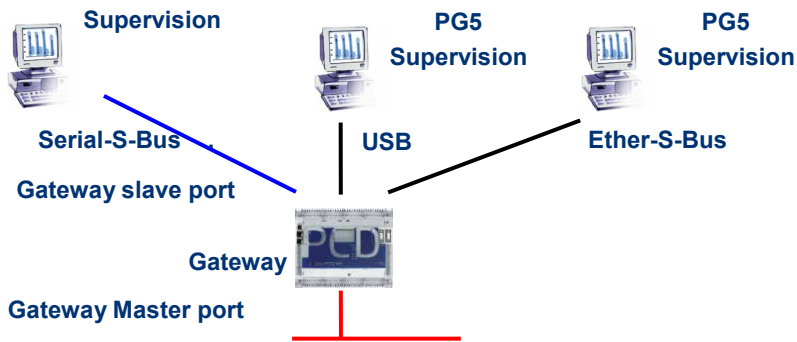 Supervision
PG5
Supervision
PG5
Supervision
Serial-S-Bus
USB
Ether-S-Bus
Gateway slave port
PCD
Gateway
Gateway Master port